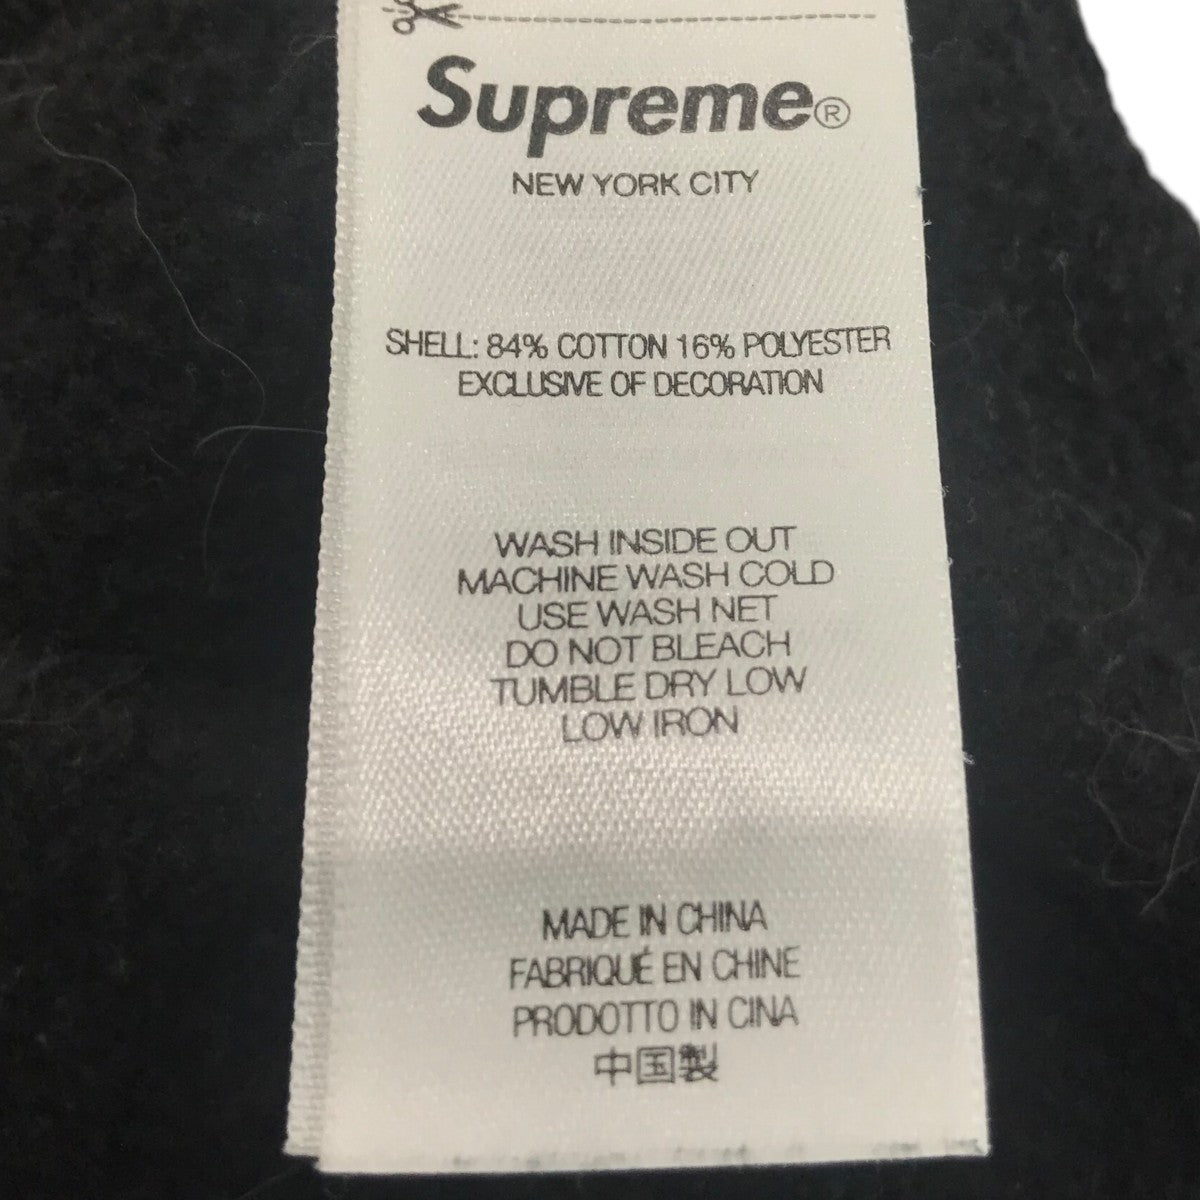 Supreme®
NEW YORK CITY
SHELL: 84% COTTON 16% POLYESTER
EXCLUSIVE OF DECORATION
WASH INSIDE OUT
MACHINE WASH COLD
USE WASH NET
DO NOT BLEACH
TUMBLE DRY LOW
LOW IRON
MADE IN CHINA
FABRIQUÉ EN CHINE
PRODOTTO IN CINA
中国製